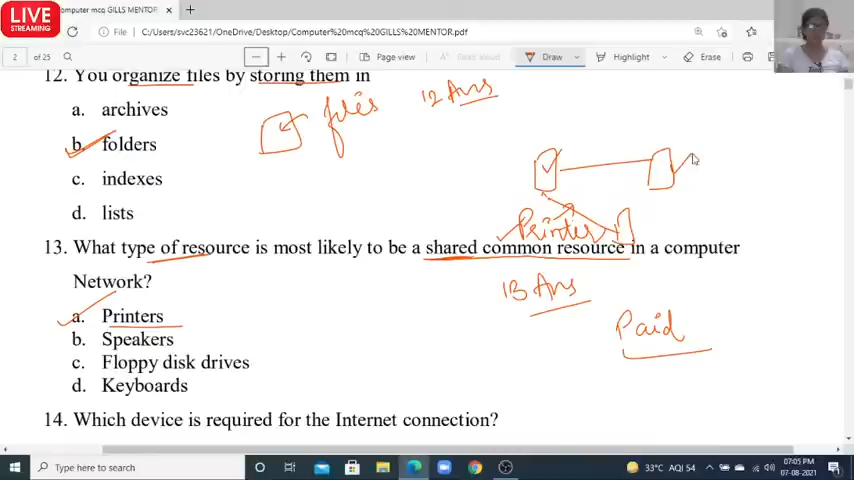 LIVE
STREAMING
Computer mcq GILLS MENTOR.pdf
File
C:/Users/svc23621/OneDrive/Desktop/Computer%20mcq%20GILLS%20MENTOR.pdf
2 of 25
Page view
Read aloud
Draw
Highlight
Erase
12. You organize files by storing them in
a. archives
b. folders
c. indexes
d. lists
files
12 Ans
Printer
13. What type of resource is most likely to be a shared common resource in a computer
Network?
13 Ans
a. Printers
b. Speakers
c. Floppy disk drives
d. Keyboards
Paid
14. Which device is required for the Internet connection?
Type here to search
33°C AQI 54
07:05 PM
07-08-2021